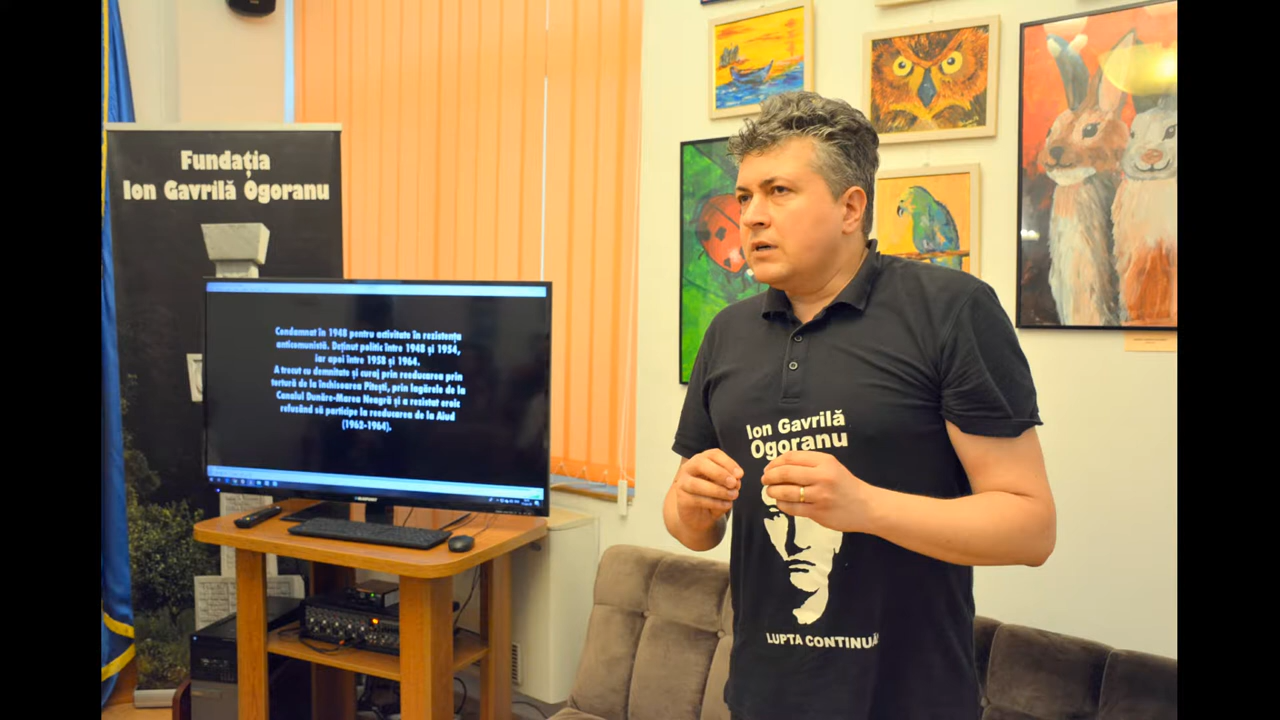 Fundația
Ion Gavrilă Ogoranu
Condamnat în 1948 pentru activitate în rezistența
anticomunistă. Deținut politic între 1948 și 1954,
iar apoi între 1958 și 1964.
A trecut cu demnitate și curaj prin reeducarea prin
tortură de la închisoarea Pitești, prin lagărele de la
Canalul Dunăre-Marea Neagră și a rezistat eroic
refuzând să participe la reeducarea de la Aiud
(1962-1964).
BLAUPUNKT
Ion Gavrilă
Ogoranu
LUPTA CONTINUĂ